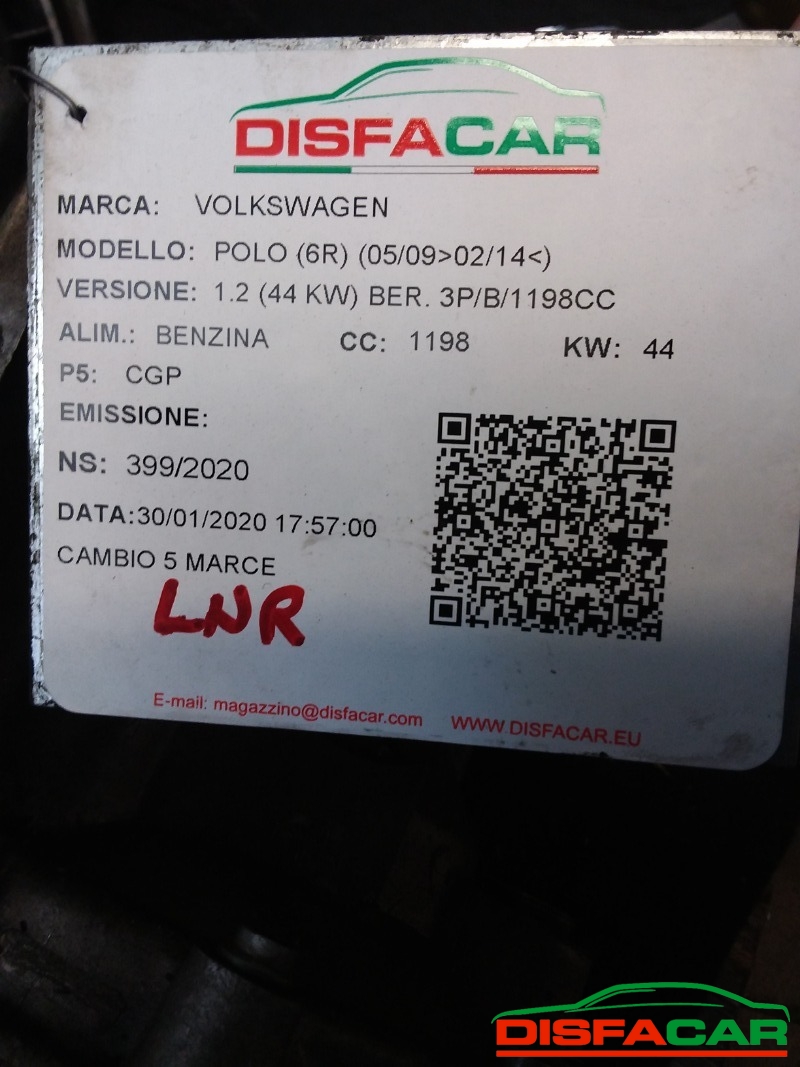 DISFACAR
MARCA: VOLKSWAGEN
MODELLO: POLO (6R) (05/09>02/14<)
VERSIONE: 1.2 (44 KW) BER. 3P/B/1198CC
ALIM.: BENZINA CC: 1198 KW: 44
P5: CGP
EMISSIONE:
NS: 399/2020
DATA:30/01/2020 17:57:00
CAMBIO 5 MARCE
LNR
E-mail: magazzino@disfacar.com WWW.DISFACAR.EU
DISFACAR